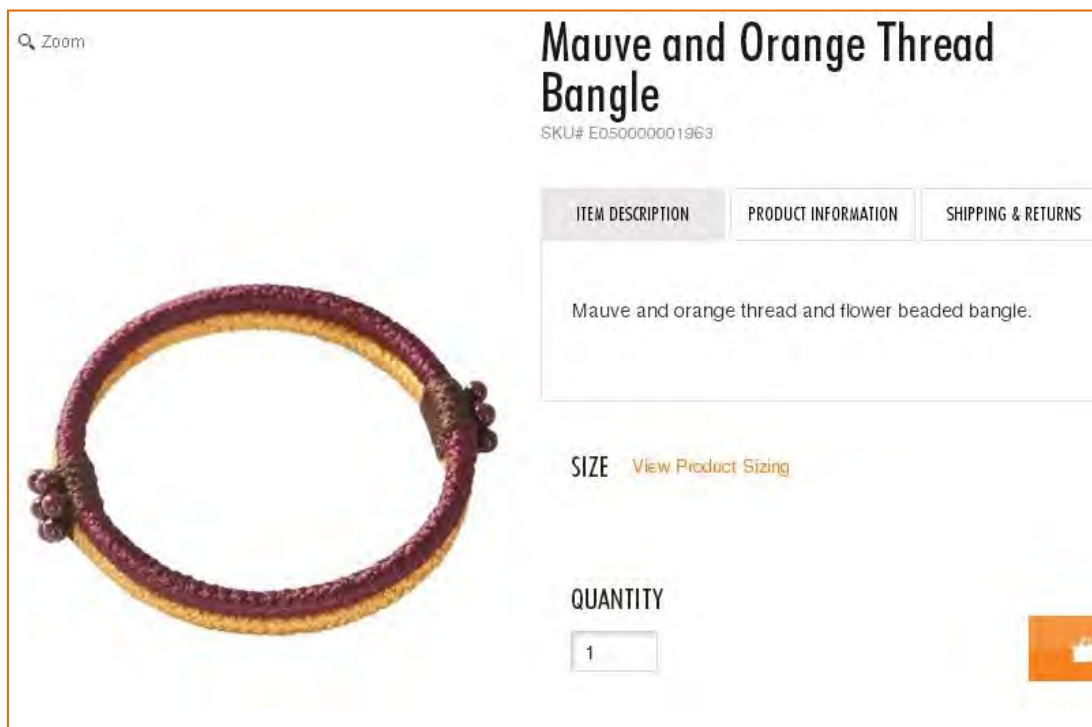 Zoom
Mauve and Orange Thread
Bangle
SKU# E050000001963
ITEM DESCRIPTION
PRODUCT INFORMATION
SHIPPING & RETURNS
Mauve and orange thread and flower beaded bangle.
SIZE
View Product Sizing
QUANTITY
1